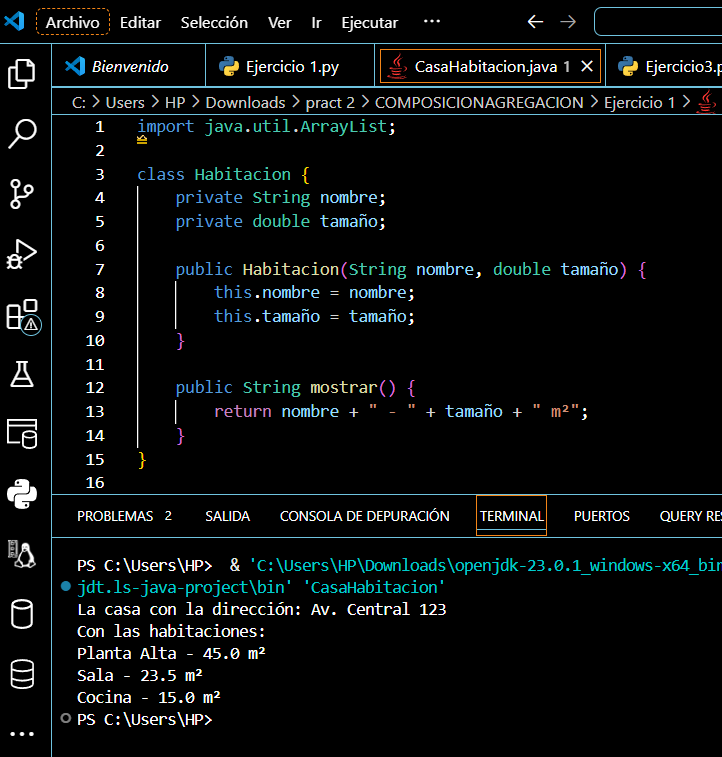 Archivo Editar Selección Ver Ir Ejecutar ···
Bienvenido Ejercicio 1.py CasaHabitacion.java 1 Ejercicio3.p
C: > Users > HP > Downloads > pract 2 > COMPOSICIONAGREGACION > Ejercicio 1 >
1 import java.util.ArrayList;
2
3 class Habitacion {
4 private String nombre;
5 private double tamaño;
6
7 public Habitacion(String nombre, double tamaño) {
8 this.nombre = nombre;
9 this.tamaño = tamaño;
10 }
11
12 public String mostrar() {
13 return nombre + " - " + tamaño + " m²";
14 }
15 }
16
PROBLEMAS 2 SALIDA CONSOLA DE DEPURACIÓN TERMINAL PUERTOS QUERY RES
PS C:\Users\HP> & 'C:\Users\HP\Downloads\openjdk-23.0.1_windows-x64_bin
jdt.ls-java-project\bin' 'CasaHabitacion'
La casa con la dirección: Av. Central 123
Con las habitaciones:
Planta Alta - 45.0 m²
Sala - 23.5 m²
Cocina - 15.0 m²
PS C:\Users\HP>